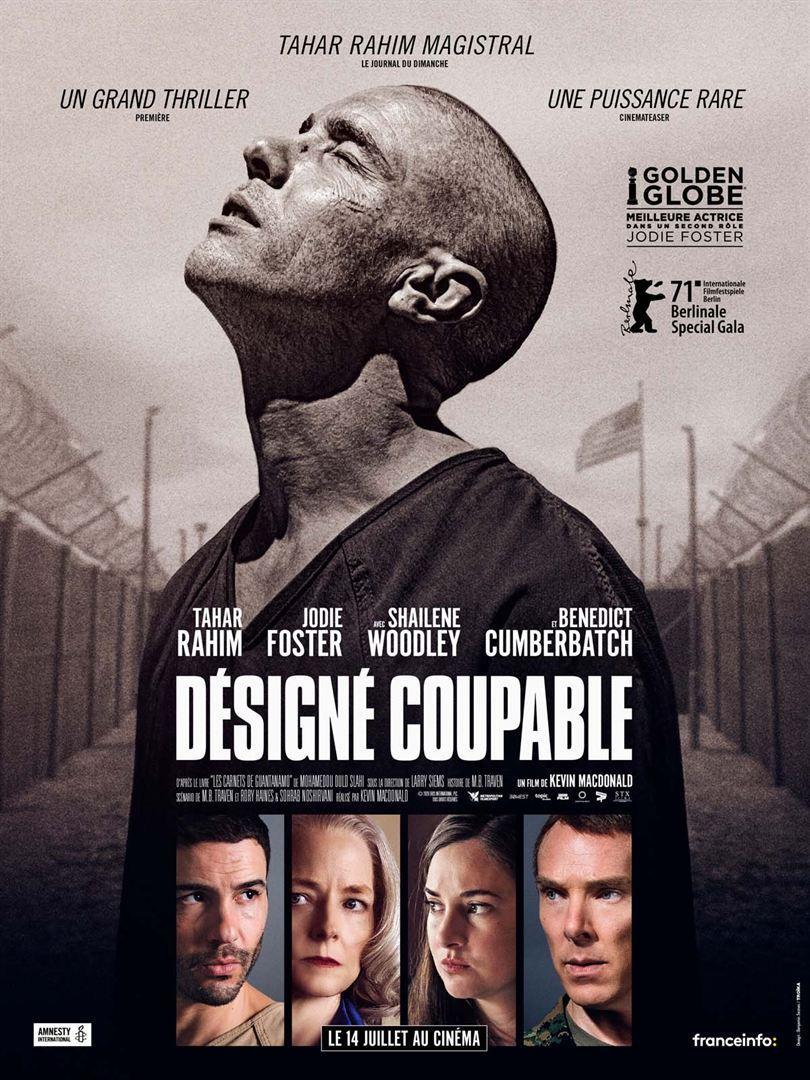 TAHAR RAHIM MAGISTRAL
LE JOURNAL DU DIMANCHE
UN GRAND THRILLER
PREMIÈRE
UNE PUISSANCE RARE
CINEMATEASER
GOLDEN
GLOBE®
MEILLEURE ACTRICE
DANS UN SECOND RÔLE
JODIE FOSTER
Berlinale
71
Internationale
Filmfestspiele
Berlin
Berlinale
Special Gala
TAHAR RAHIM
JODIE FOSTER
AVEC SHAILENE WOODLEY
ET BENEDICT CUMBERBATCH
DÉSIGNÉ COUPABLE
D'APRÈS LE LIVRE "LES CARNETS DE GUANTANAMO" DE MOHAMEDOU OULD SLAHI SOUS LA DIRECTION DE LARRY SIEMS HISTOIRE DE M.B. TRAVEN
UN FILM DE KEVIN MACDONALD
SCÉNARIO DE M.B. TRAVEN ET RORY HAINES & SOHRAB NOSHIRVANI RÉALISÉ PAR KEVIN MACDONALD
STX
AMNESTY
INTERNATIONAL
LE 14 JUILLET AU CINÉMA
franceinfo: